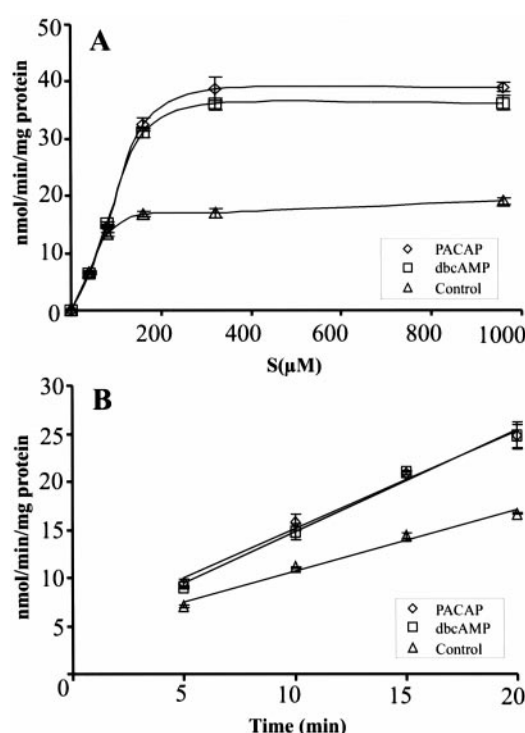 A
nmol/min/mg protein
50
40
30
20
10
0
PACAP
dbcAMP
Control
200 400 600 800 1000
S(µM)
B
nmol/min/mg protein
30
25
20
15
10
5
0
PACAP
dbcAMP
Control
5 10 15 20
Time (min)